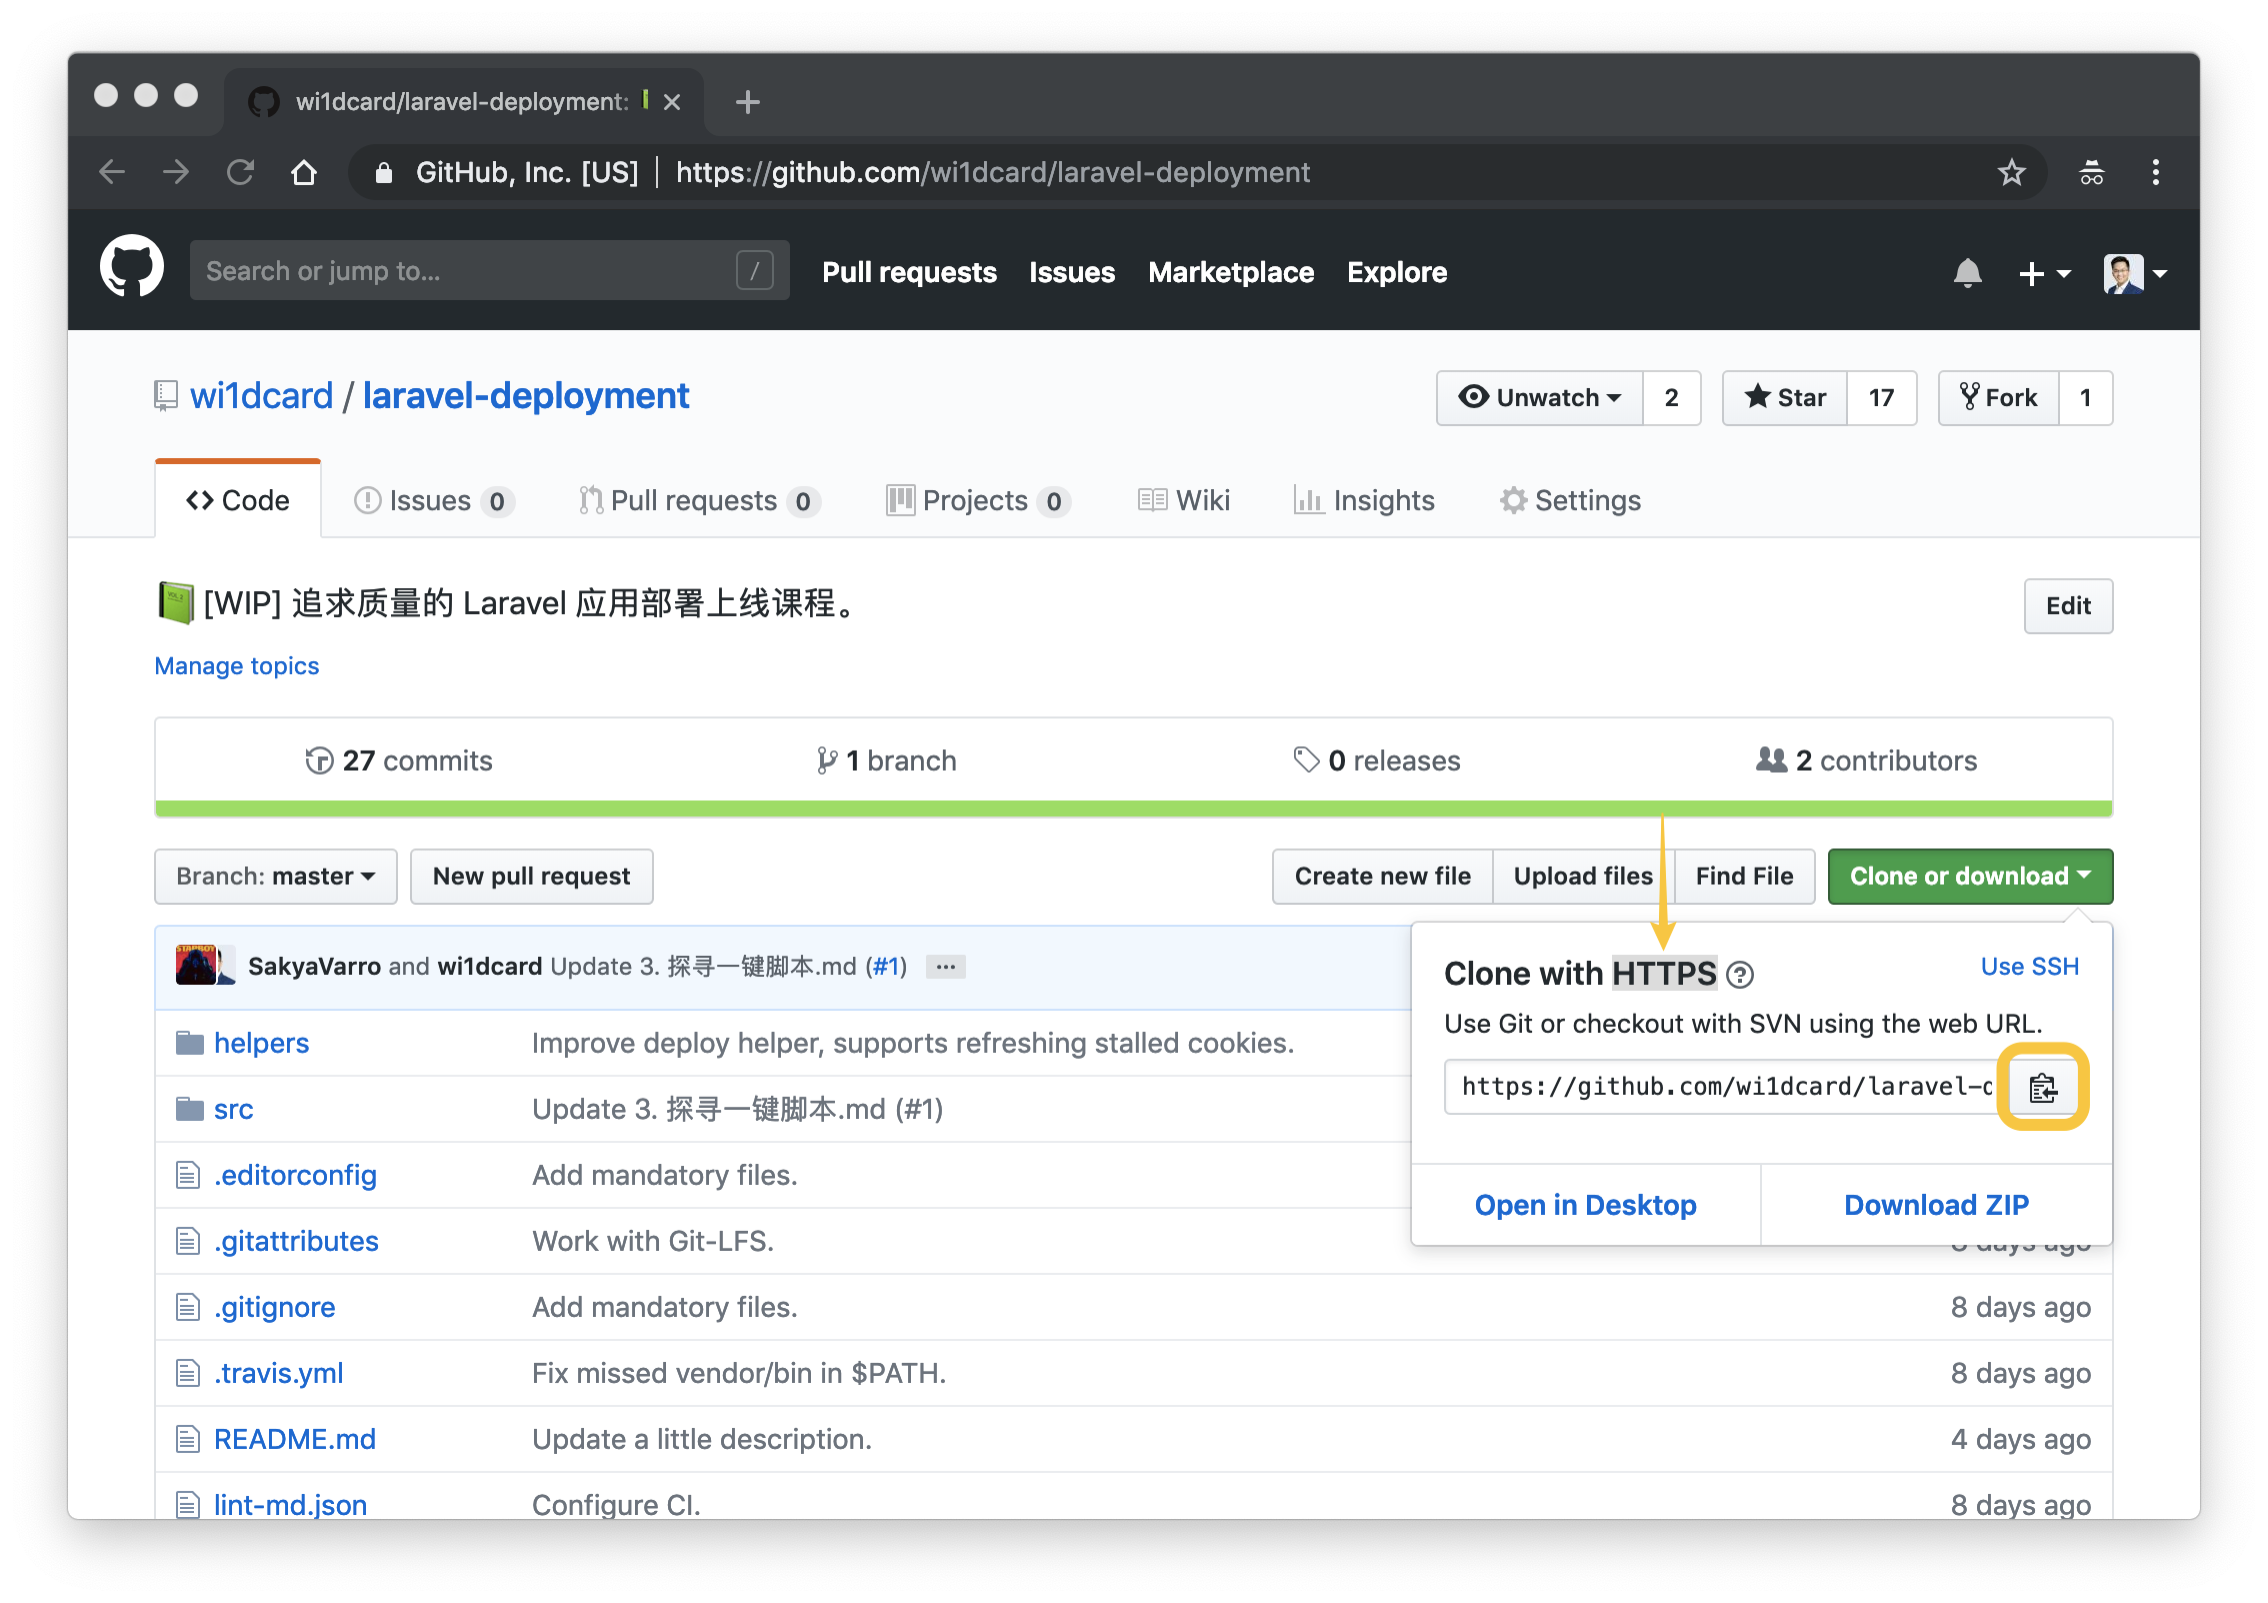 wi1dcard/laravel-deployment:
GitHub, Inc. [US] | https://github.com/wi1dcard/laravel-deployment
Search or jump to... /
Pull requests Issues Marketplace Explore
wi1dcard / laravel-deployment
Unwatch 2 Star 17 Fork 1
Code Issues 0 Pull requests 0 Projects 0 Wiki Insights Settings
[WIP] 追求质量的 Laravel 应用部署上线课程。
Edit
Manage topics
27 commits 1 branch 0 releases 2 contributors
Branch: master New pull request Create new file Upload files Find File Clone or download
SakyaVarro and wi1dcard Update 3. 探寻一键脚本.md (#1) ...
Clone with HTTPS ? Use SSH
Use Git or checkout with SVN using the web URL.
https://github.com/wi1dcard/laravel-d
Open in Desktop Download ZIP
helpers Improve deploy helper, supports refreshing stalled cookies.
src Update 3. 探寻一键脚本.md (#1)
.editorconfig Add mandatory files.
.gitattributes Work with Git-LFS. days ago
.gitignore Add mandatory files. 8 days ago
.travis.yml Fix missed vendor/bin in $PATH. 8 days ago
README.md Update a little description. 4 days ago
lint-md.json Configure CI. 8 days ago